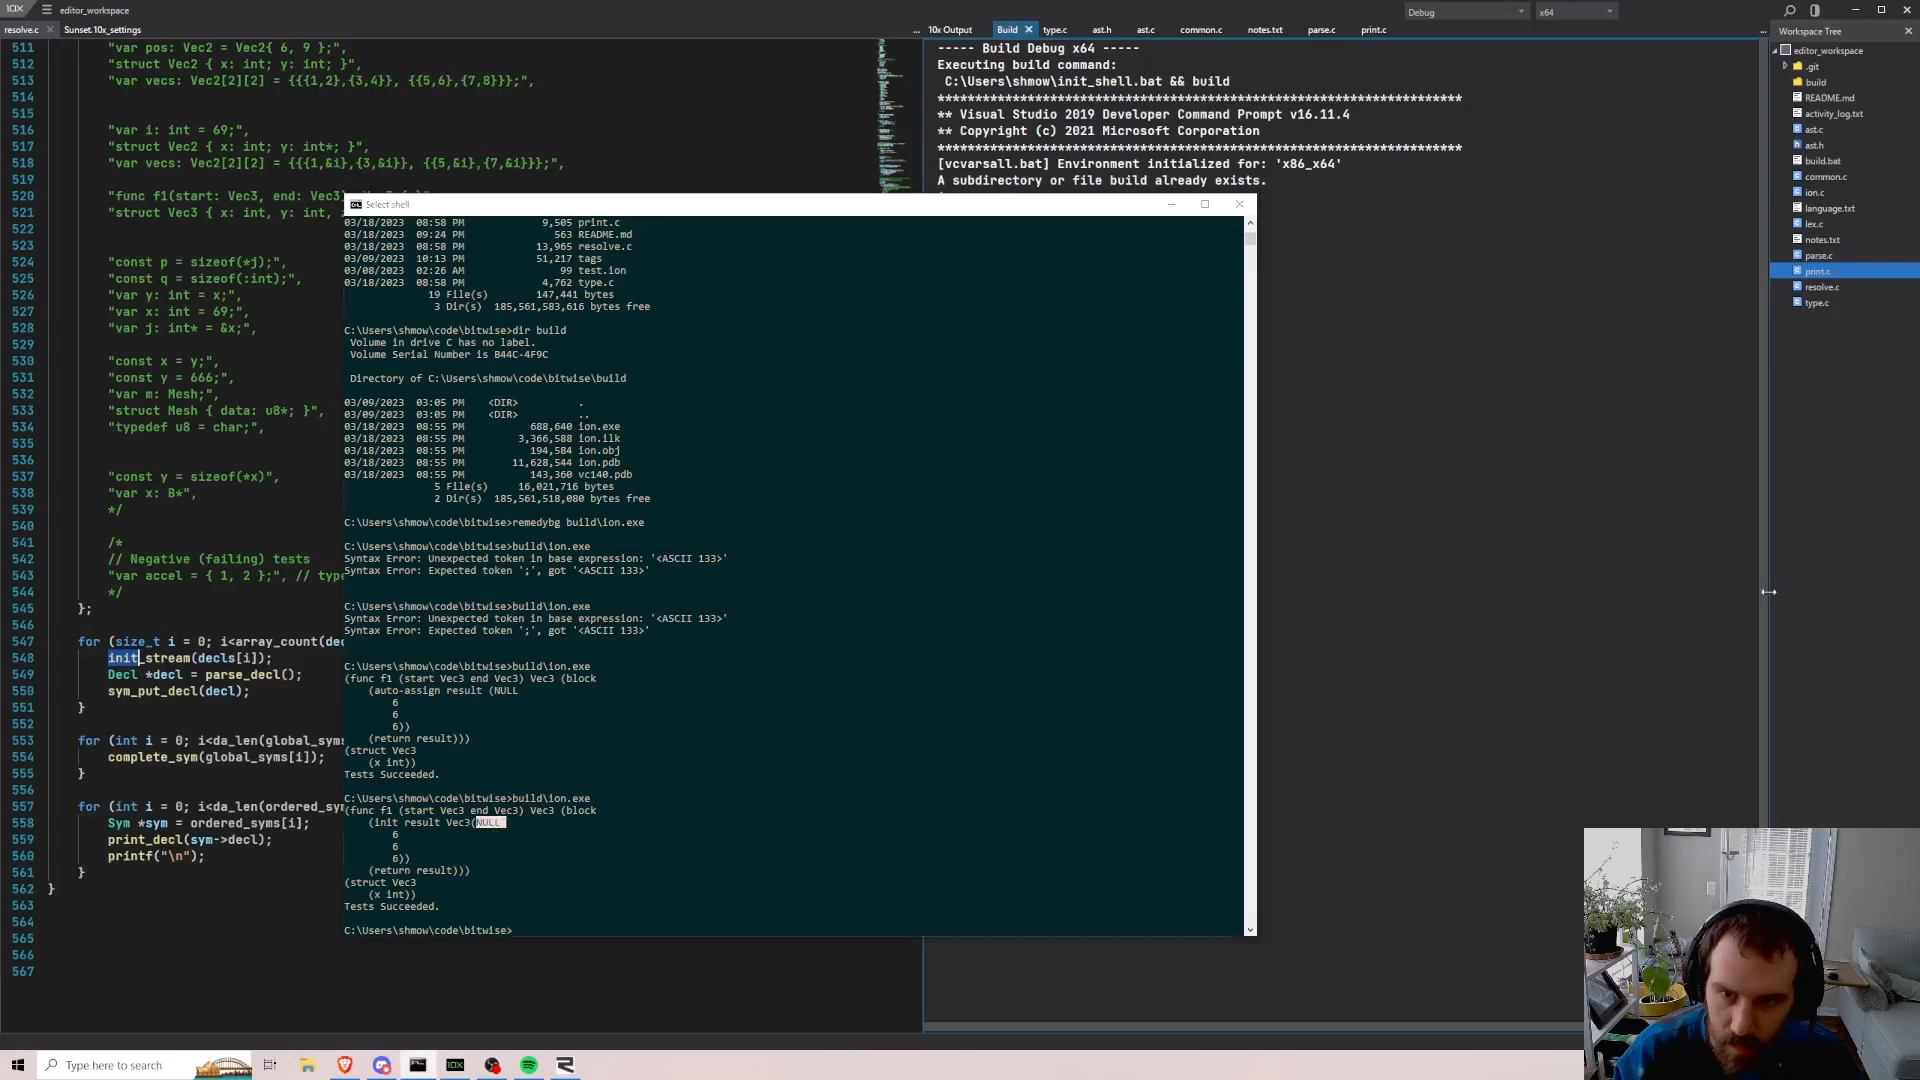 10X
editor_workspace
Debug
x64
resolve.c
Sunset.10x_settings
...
10x Output
Build
type.c
ast.h
ast.c
common.c
notes.txt
parse.c
print.c
...
Workspace Tree
511 "var pos: Vec2 = Vec2{ 6, 9 };",
512 "struct Vec2 { x: int; y: int; }",
513 "var vecs: Vec2[2][2] = {{{1,2},{3,4}}, {{5,6},{7,8}}};",
514
515
516 "var i: int = 69;",
517 "struct Vec2 { x: int; y: int*; }",
518 "var vecs: Vec2[2][2] = {{{1,&i},{3,&i}}, {{5,&i},{7,&i}}};",
519
520 "func f1(start: Vec3, end: Vec3)
521 "struct Vec3 { x: int, y: int,
522
523
524 "const p = sizeof(*j);",
525 "const q = sizeof(:int);",
526 "var y: int = x;",
527 "var x: int = 69;",
528 "var j: int* = &x;",
529
530 "const x = y;",
531 "const y = 666;",
532 "var m: Mesh;",
533 "struct Mesh { data: u8*; }",
534 "typedef u8 = char;",
535
536
537 "const y = sizeof(*x)",
538 "var x: B*",
539 */
540
541 /*
542 // Negative (failing) tests
543 "var accel = { 1, 2 };", // typ
544 */
545 };
546
547 for (size_t i = 0; i<array_count(dec
548 init_stream(decls[i]);
549 Decl *decl = parse_decl();
550 sym_put_decl(decl);
551 }
552
553 for (int i = 0; i<da_len(global_syms
554 complete_sym(global_syms[i]);
555 }
556
557 for (int i = 0; i<da_len(ordered_sym
558 Sym *sym = ordered_syms[i];
559 print_decl(sym->decl);
560 printf("\n");
561 }
562 }
563
564
565
566
567
----- Build Debug x64 -----
Executing build command:
C:\Users\shmow\init_shell.bat && build
**********************************************************************
** Visual Studio 2019 Developer Command Prompt v16.11.4
** Copyright (c) 2021 Microsoft Corporation
**********************************************************************
[vcvarsall.bat] Environment initialized for: 'x86_x64'
A subdirectory or file build already exists.
Select shell
03/18/2023 08:58 PM 9,505 print.c
03/18/2023 09:24 PM 563 README.md
03/18/2023 08:58 PM 13,965 resolve.c
03/09/2023 10:13 PM 51,217 tags
03/08/2023 02:26 AM 99 test.ion
03/18/2023 08:58 PM 4,762 type.c
19 File(s) 147,441 bytes
3 Dir(s) 185,561,583,616 bytes free
C:\Users\shmow\code\bitwise>dir build
Volume in drive C has no label.
Volume Serial Number is B44C-4F9C
Directory of C:\Users\shmow\code\bitwise\build
03/09/2023 03:05 PM <DIR> .
03/09/2023 03:05 PM <DIR> ..
03/18/2023 08:55 PM 688,640 ion.exe
03/18/2023 08:55 PM 3,366,588 ion.ilk
03/18/2023 08:55 PM 194,584 ion.obj
03/18/2023 08:55 PM 11,628,544 ion.pdb
03/18/2023 08:55 PM 143,360 vc140.pdb
5 File(s) 16,021,716 bytes
2 Dir(s) 185,561,518,080 bytes free
C:\Users\shmow\code\bitwise>remedybg build\ion.exe
C:\Users\shmow\code\bitwise>build\ion.exe
Syntax Error: Unexpected token in base expression: '<ASCII 133>'
Syntax Error: Expected token ';', got '<ASCII 133>'
C:\Users\shmow\code\bitwise>build\ion.exe
Syntax Error: Unexpected token in base expression: '<ASCII 133>'
Syntax Error: Expected token ';', got '<ASCII 133>'
C:\Users\shmow\code\bitwise>build\ion.exe
(func f1 (start Vec3 end Vec3) Vec3 (block
(auto-assign result (NULL
6
6
6))
(return result)))
(struct Vec3
(x int))
Tests Succeeded.
C:\Users\shmow\code\bitwise>build\ion.exe
(func f1 (start Vec3 end Vec3) Vec3 (block
(init result Vec3(NULL
6
6
6))
(return result)))
(struct Vec3
(x int))
Tests Succeeded.
C:\Users\shmow\code\bitwise>
editor_workspace
.git
build
README.md
activity_log.txt
ast.c
ast.h
build.bat
common.c
ion.c
language.txt
lex.c
notes.txt
parse.c
print.c
resolve.c
type.c
Type here to search
10X